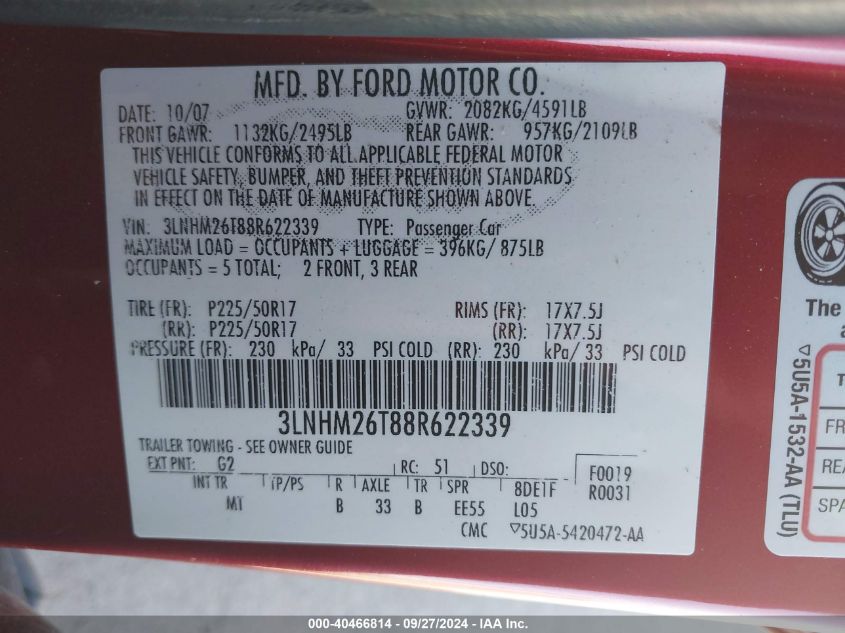 MFD. BY FORD MOTOR CO.
DATE: 10/07 GVWR: 2082KG/4591LB
FRONT GAWR: 1132KG/2495LB REAR GAWR: 957KG/2109LB
THIS VEHICLE CONFORMS TO ALL APPLICABLE FEDERAL MOTOR
VEHICLE SAFETY, BUMPER, AND THEFT PREVENTION STANDARDS
IN EFFECT ON THE DATE OF MANUFACTURE SHOWN ABOVE.
VIN: 3LNHM26T88R622339 TYPE: Passenger Car
MAXIMUM LOAD = OCCUPANTS + LUGGAGE = 396KG/ 875LB
OCCUPANTS = 5 TOTAL; 2 FRONT, 3 REAR
TIRE (FR): P225/50R17 RIMS (FR): 17X7.5J
(RR): P225/50R17 (RR): 17X7.5J
PRESSURE (FR): 230 kPa/ 33 PSI COLD (RR): 230 kPa/ 33 PSI COLD
3LNHM26T88R622339
TRAILER TOWING - SEE OWNER GUIDE
EXT PNT: G2 RC: 51 DSO: F0019
INT TR TP/PS R AXLE TR SPR 8DE1F R0031
MT B 33 B EE55 L05
CMC ▽5U5A-5420472-AA
The
▽5U5A-1532-AA (TLU)
FR
REA
SPA
000-40466814 - 09/27/2024 - IAA Inc.